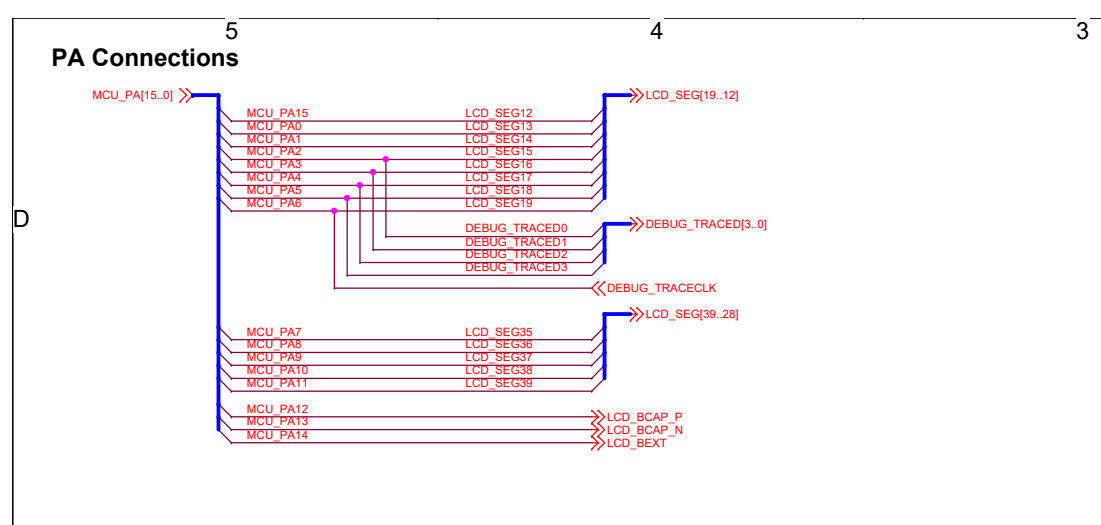 5 4 3
PA Connections
MCU_PA[15..0] LCD_SEG[19..12]
MCU_PA15 LCD_SEG12
MCU_PA0 LCD_SEG13
MCU_PA1 LCD_SEG14
MCU_PA2 LCD_SEG15
MCU_PA3 LCD_SEG16
MCU_PA4 LCD_SEG17
MCU_PA5 LCD_SEG18
MCU_PA6 LCD_SEG19
D
DEBUG_TRACED0 DEBUG_TRACED[3..0]
DEBUG_TRACED1
DEBUG_TRACED2
DEBUG_TRACED3
DEBUG_TRACECLK
LCD_SEG[39..28]
MCU_PA7 LCD_SEG35
MCU_PA8 LCD_SEG36
MCU_PA9 LCD_SEG37
MCU_PA10 LCD_SEG38
MCU_PA11 LCD_SEG39
MCU_PA12 LCD_BCAP_P
MCU_PA13 LCD_BCAP_N
MCU_PA14 LCD_BEXT